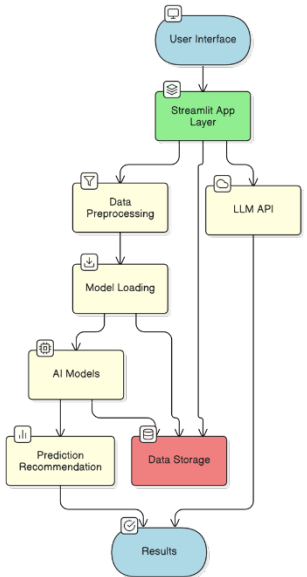 User Interface
Streamlit App
Layer
Data
Preprocessing
LLM API
Model Loading
AI Models
Prediction
Recommendation
Data Storage
Results